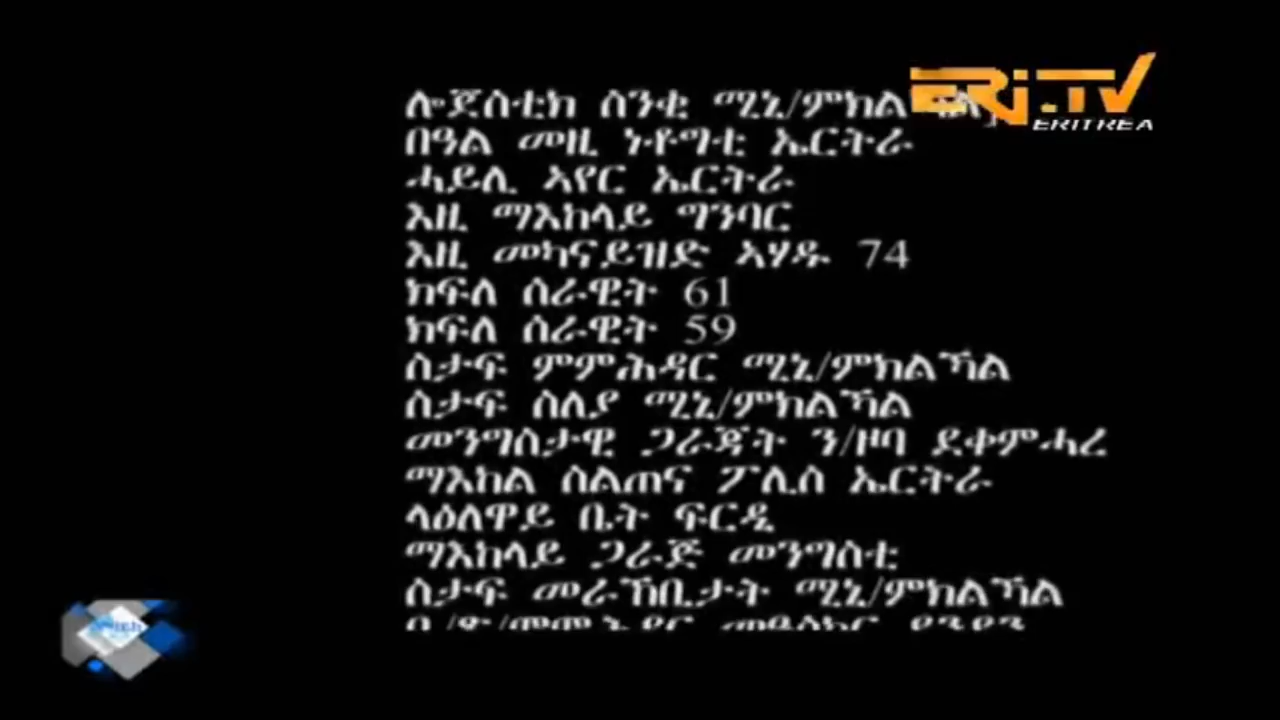 ሎጀስቲክ ስንቂ ሚኒ/ምክል
በዓል መዚ ነቶግቲ ኤርትራ
ሓይሊ ኣየር ኤርትራ
እዚ ማእከላይ ግንባር
እዚ መካናይዝድ ኣሃዱ 74
ክፍለ ሰራዊት 61
ክፍለ ሰራዊት 59
ስታፍ ምምሕዳር ሚኒ/ምክልኻል
ስታፍ ስለያ ሚኒ/ምክልኻል
መንግስታዊ ጋራጃት ን/ዞባ ደቀምሓረ
ማእከል ስልጠና ፖሊስ ኤርትራ
ላዕለዋይ ቤት ፍርዲ
ማእከላይ ጋራጅ መንግስቲ
ስታፍ መራኸቢታት ሚኒ/ምክልኻል
ERi.TV
ERITREA